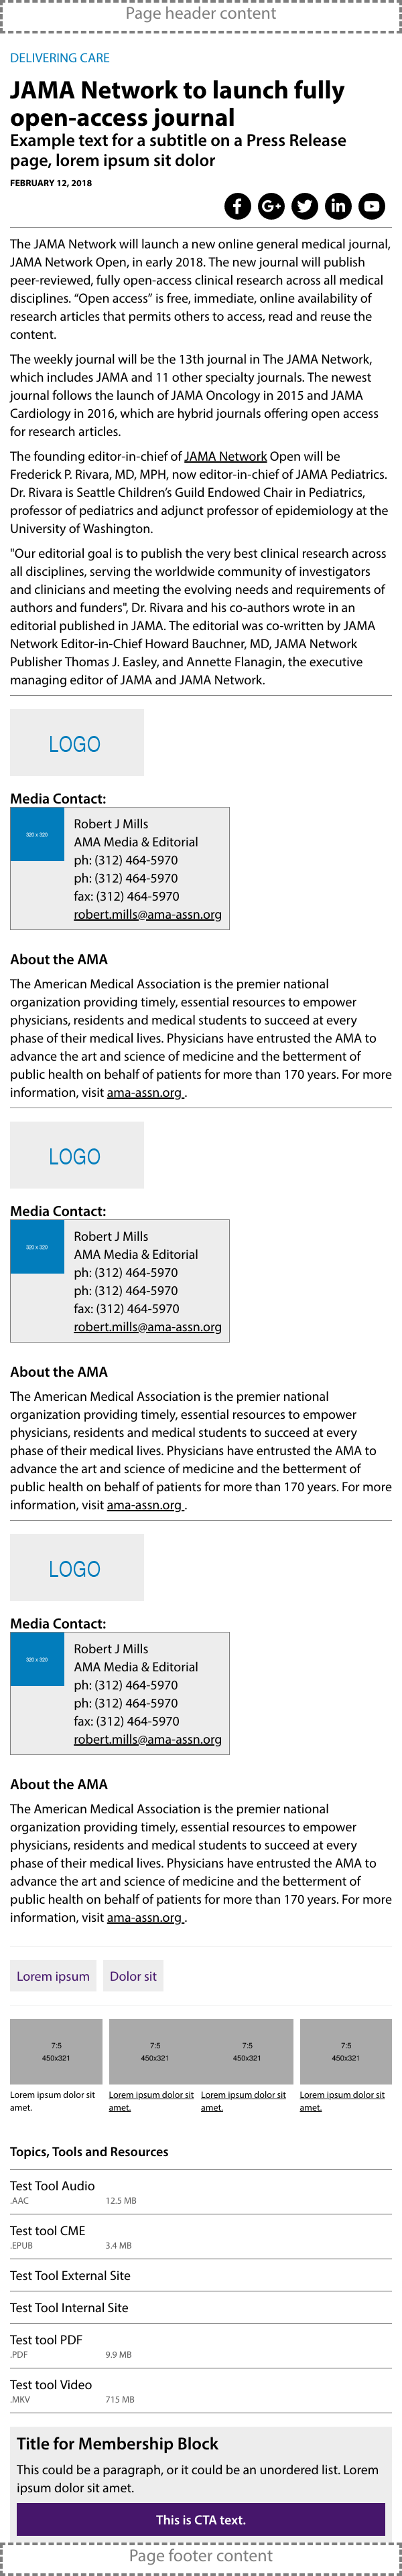 Page header content
DELIVERING CARE
JAMA Network to launch fully
open-access journal
Example text for a subtitle on a Press Release
page, lorem ipsum sit dolor
FEBRUARY 12, 2018
The JAMA Network will launch a new online general medical journal,
JAMA Network Open, in early 2018. The new journal will publish
peer-reviewed, fully open-access clinical research across all medical
disciplines. “Open access” is free, immediate, online availability of
research articles that permits others to access, read and reuse the
content.
The weekly journal will be the 13th journal in The JAMA Network,
which includes JAMA and 11 other specialty journals. The newest
journal follows the launch of JAMA Oncology in 2015 and JAMA
Cardiology in 2016, which are hybrid journals offering open access
for research articles.
The founding editor-in-chief of JAMA Network Open will be
Frederick P. Rivara, MD, MPH, now editor-in-chief of JAMA Pediatrics.
Dr. Rivara is Seattle Children’s Guild Endowed Chair in Pediatrics,
professor of pediatrics and adjunct professor of epidemiology at the
University of Washington.
"Our editorial goal is to publish the very best clinical research across
all disciplines, serving the worldwide community of investigators
and clinicians and meeting the evolving needs and requirements of
authors and funders", Dr. Rivara and his co-authors wrote in an
editorial published in JAMA. The editorial was co-written by JAMA
Network Editor-in-Chief Howard Bauchner, MD, JAMA Network
Publisher Thomas J. Easley, and Annette Flanagin, the executive
managing editor of JAMA and JAMA Network.
LOGO
Media Contact:
320 x 320
Robert J Mills
AMA Media & Editorial
ph: (312) 464-5970
ph: (312) 464-5970
fax: (312) 464-5970
robert.mills@ama-assn.org
About the AMA
The American Medical Association is the premier national
organization providing timely, essential resources to empower
physicians, residents and medical students to succeed at every
phase of their medical lives. Physicians have entrusted the AMA to
advance the art and science of medicine and the betterment of
public health on behalf of patients for more than 170 years. For more
information, visit ama-assn.org .
LOGO
Media Contact:
320 x 320
Robert J Mills
AMA Media & Editorial
ph: (312) 464-5970
ph: (312) 464-5970
fax: (312) 464-5970
robert.mills@ama-assn.org
About the AMA
The American Medical Association is the premier national
organization providing timely, essential resources to empower
physicians, residents and medical students to succeed at every
phase of their medical lives. Physicians have entrusted the AMA to
advance the art and science of medicine and the betterment of
public health on behalf of patients for more than 170 years. For more
information, visit ama-assn.org .
LOGO
Media Contact:
320 x 320
Robert J Mills
AMA Media & Editorial
ph: (312) 464-5970
ph: (312) 464-5970
fax: (312) 464-5970
robert.mills@ama-assn.org
About the AMA
The American Medical Association is the premier national
organization providing timely, essential resources to empower
physicians, residents and medical students to succeed at every
phase of their medical lives. Physicians have entrusted the AMA to
advance the art and science of medicine and the betterment of
public health on behalf of patients for more than 170 years. For more
information, visit ama-assn.org .
Lorem ipsum Dolor sit
7:5
450x321
Lorem ipsum dolor sit
amet.
7:5
450x321
Lorem ipsum dolor sit
amet.
7:5
450x321
Lorem ipsum dolor sit
amet.
7:5
450x321
Lorem ipsum dolor sit
amet.
Topics, Tools and Resources
Test Tool Audio
.AAC 12.5 MB
Test tool CME
.EPUB 3.4 MB
Test Tool External Site
Test Tool Internal Site
Test tool PDF
.PDF 9.9 MB
Test tool Video
.MKV 715 MB
Title for Membership Block
This could be a paragraph, or it could be an unordered list. Lorem
ipsum dolor sit amet.
This is CTA text.
Page footer content